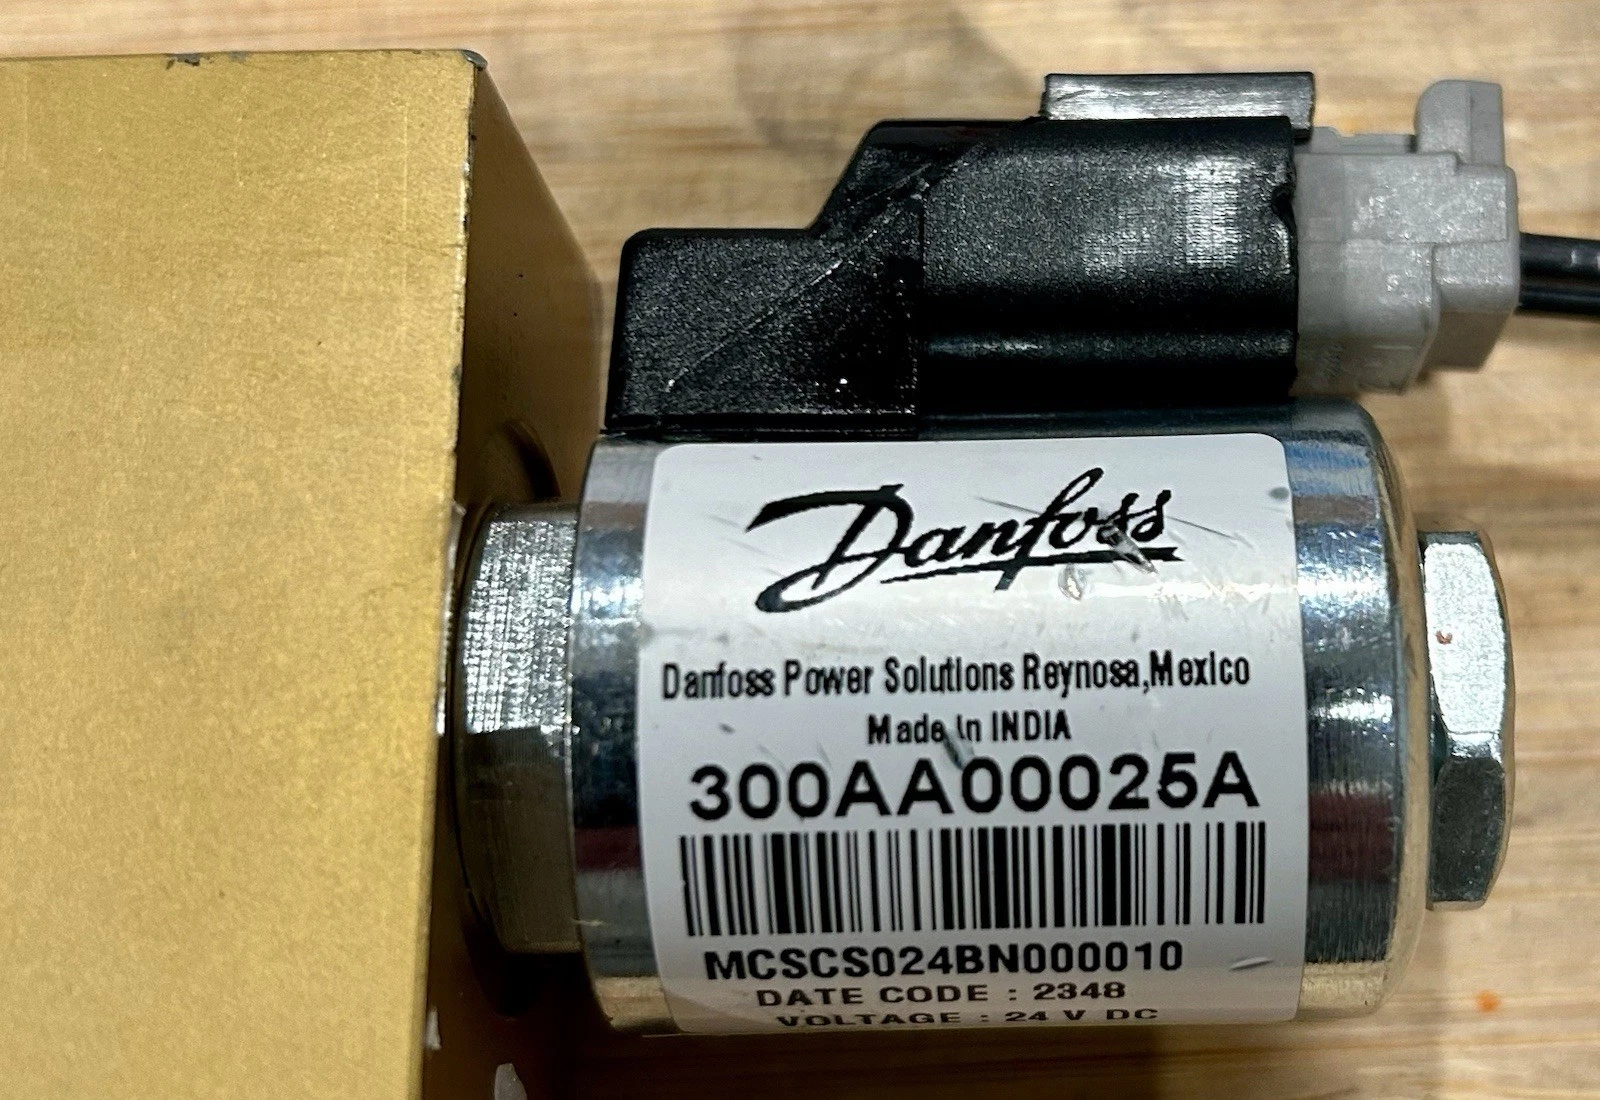 Danfoss
Danfoss Power Solutions Reynosa,Mexico
Made in INDIA
300AA00025A
MCSCS024BN000010
DATE CODE : 2348
VOLTAGE : 24 V DC